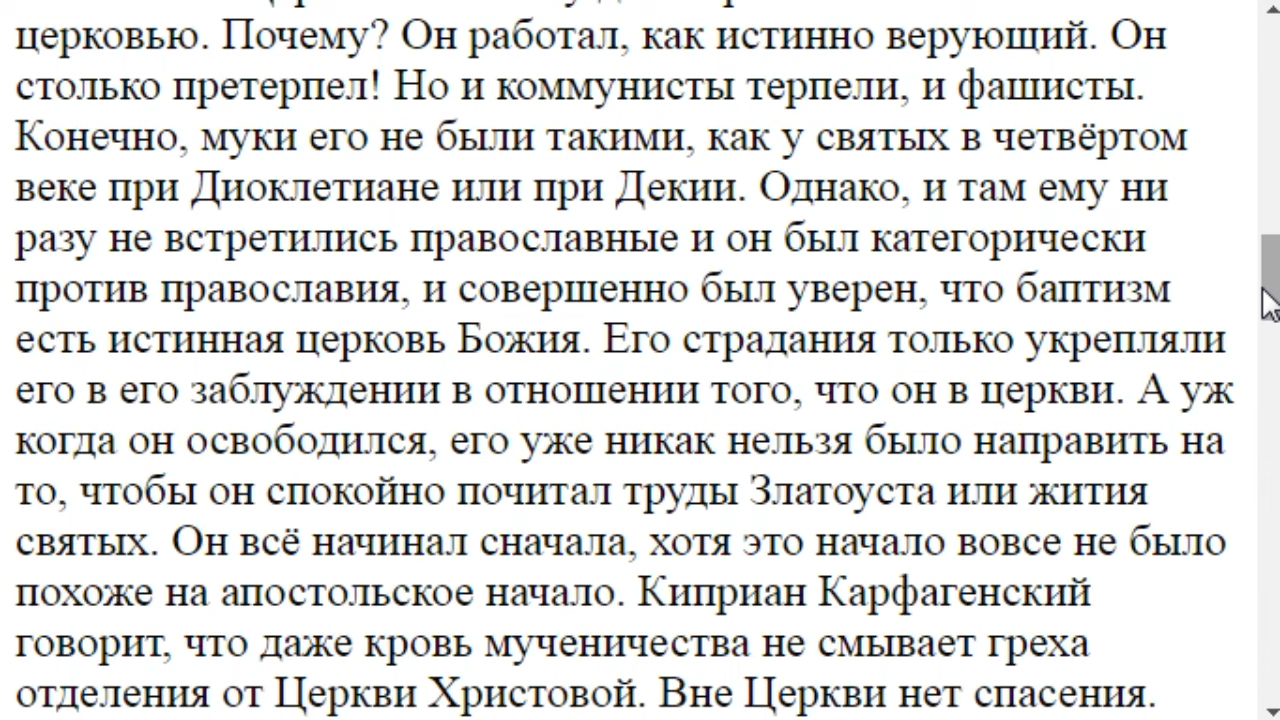 церковью. Почему? Он работал, как истинно верующий. Он
столько претерпел! Но и коммунисты терпели, и фашисты.
Конечно, муки его не были такими, как у святых в четвёртом
веке при Диоклетиане или при Декии. Однако, и там ему ни
разу не встретились православные и он был категорически
против православия, и совершенно был уверен, что баптизм
есть истинная церковь Божия. Его страдания только укрепляли
его в его заблуждении в отношении того, что он в церкви. А уж
когда он освободился, его уже никак нельзя было направить на
то, чтобы он спокойно почитал труды Златоуста или жития
святых. Он всё начинал сначала, хотя это начало вовсе не было
похоже на апостольское начало. Киприан Карфагенский
говорит, что даже кровь мученичества не смывает греха
отделения от Церкви Христовой. Вне Церкви нет спасения.